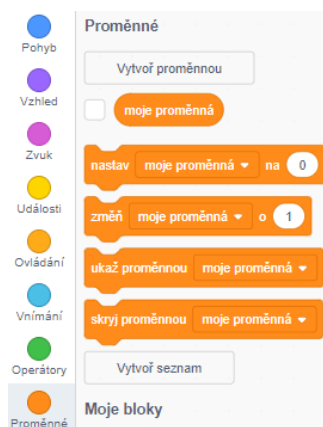 Pohyb
Vzhled
Zvuk
Události
Ovládání
Vnímání
Operátory
Proměnné
Proměnné
Vytvoř proměnnou
moje proměnná
nastav moje proměnná na 0
změň moje proměnná o 1
ukaž proměnnou moje proměnná
skryj proměnnou moje proměnná
Vytvoř seznam
Moje bloky